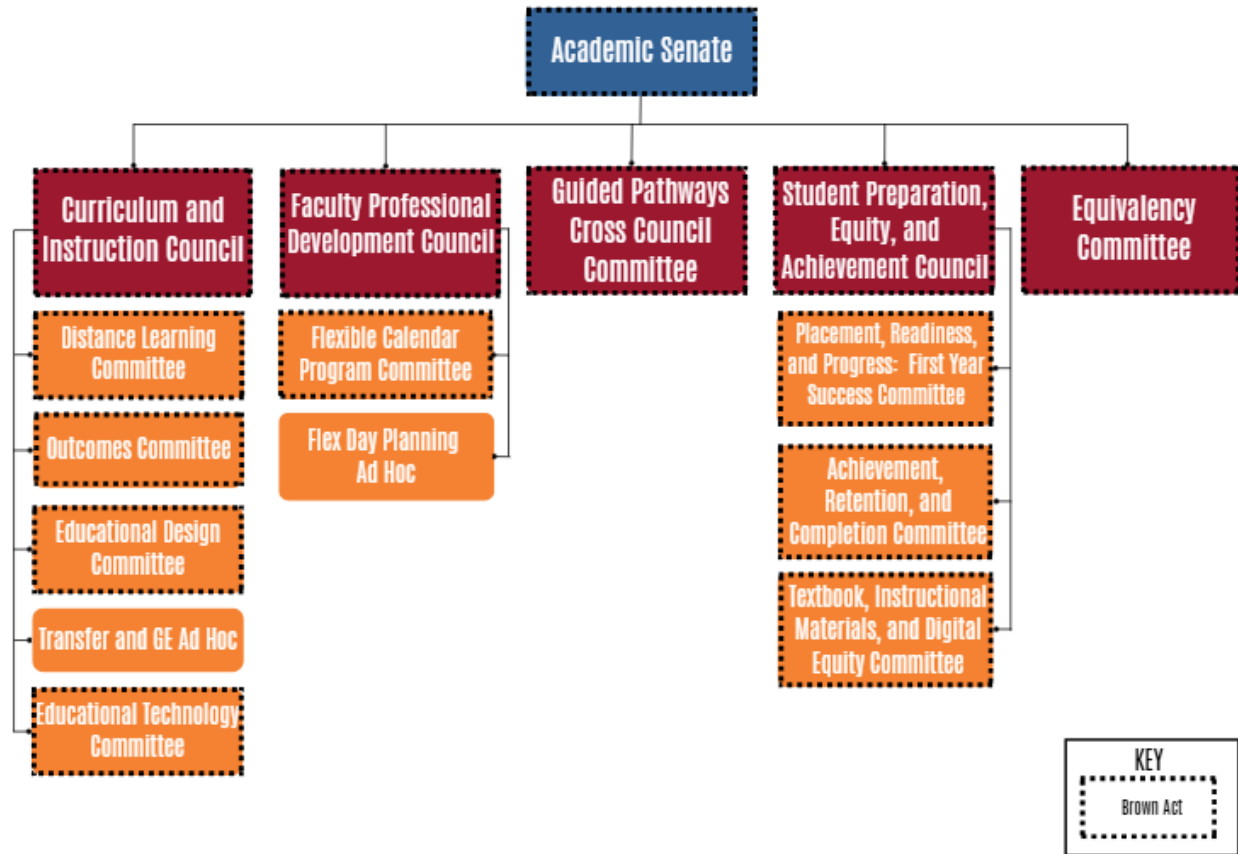 Academic Senate
Curriculum and
Instruction Council
Faculty Professional
Development Council
Guided Pathways
Cross Council
Committee
Student Preparation,
Equity, and
Achievement Council
Equivalency
Committee
Distance Learning
Committee
Outcomes Committee
Educational Design
Committee
Transfer and GE Ad Hoc
Educational Technology
Committee
Flexible Calendar
Program Committee
Flex Day Planning
Ad Hoc
Placement, Readiness,
and Progress: First Year
Success Committee
Achievement,
Retention, and
Completion Committee
Textbook, Instructional
Materials, and Digital
Equity Committee
KEY
Brown Act